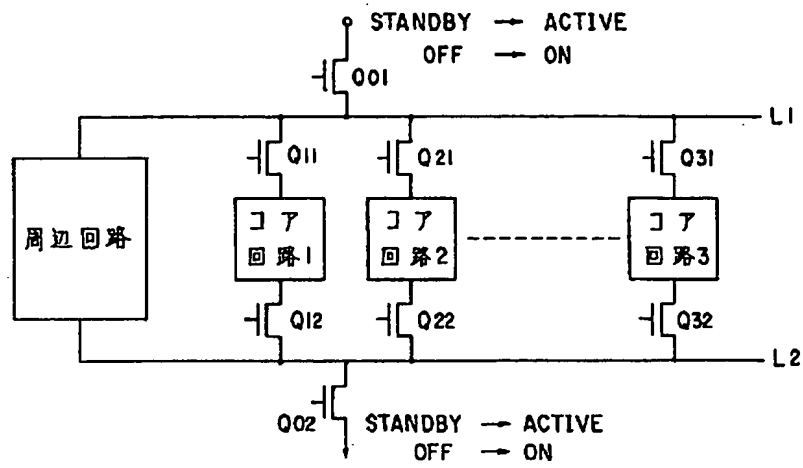 STANDBY → ACTIVE
OFF → ON
Q01
L1
Q11
Q21
Q31
周辺回路
コア
回路1
コア
回路2
コア
回路3
Q12
Q22
Q32
L2
Q02
STANDBY → ACTIVE
OFF → ON